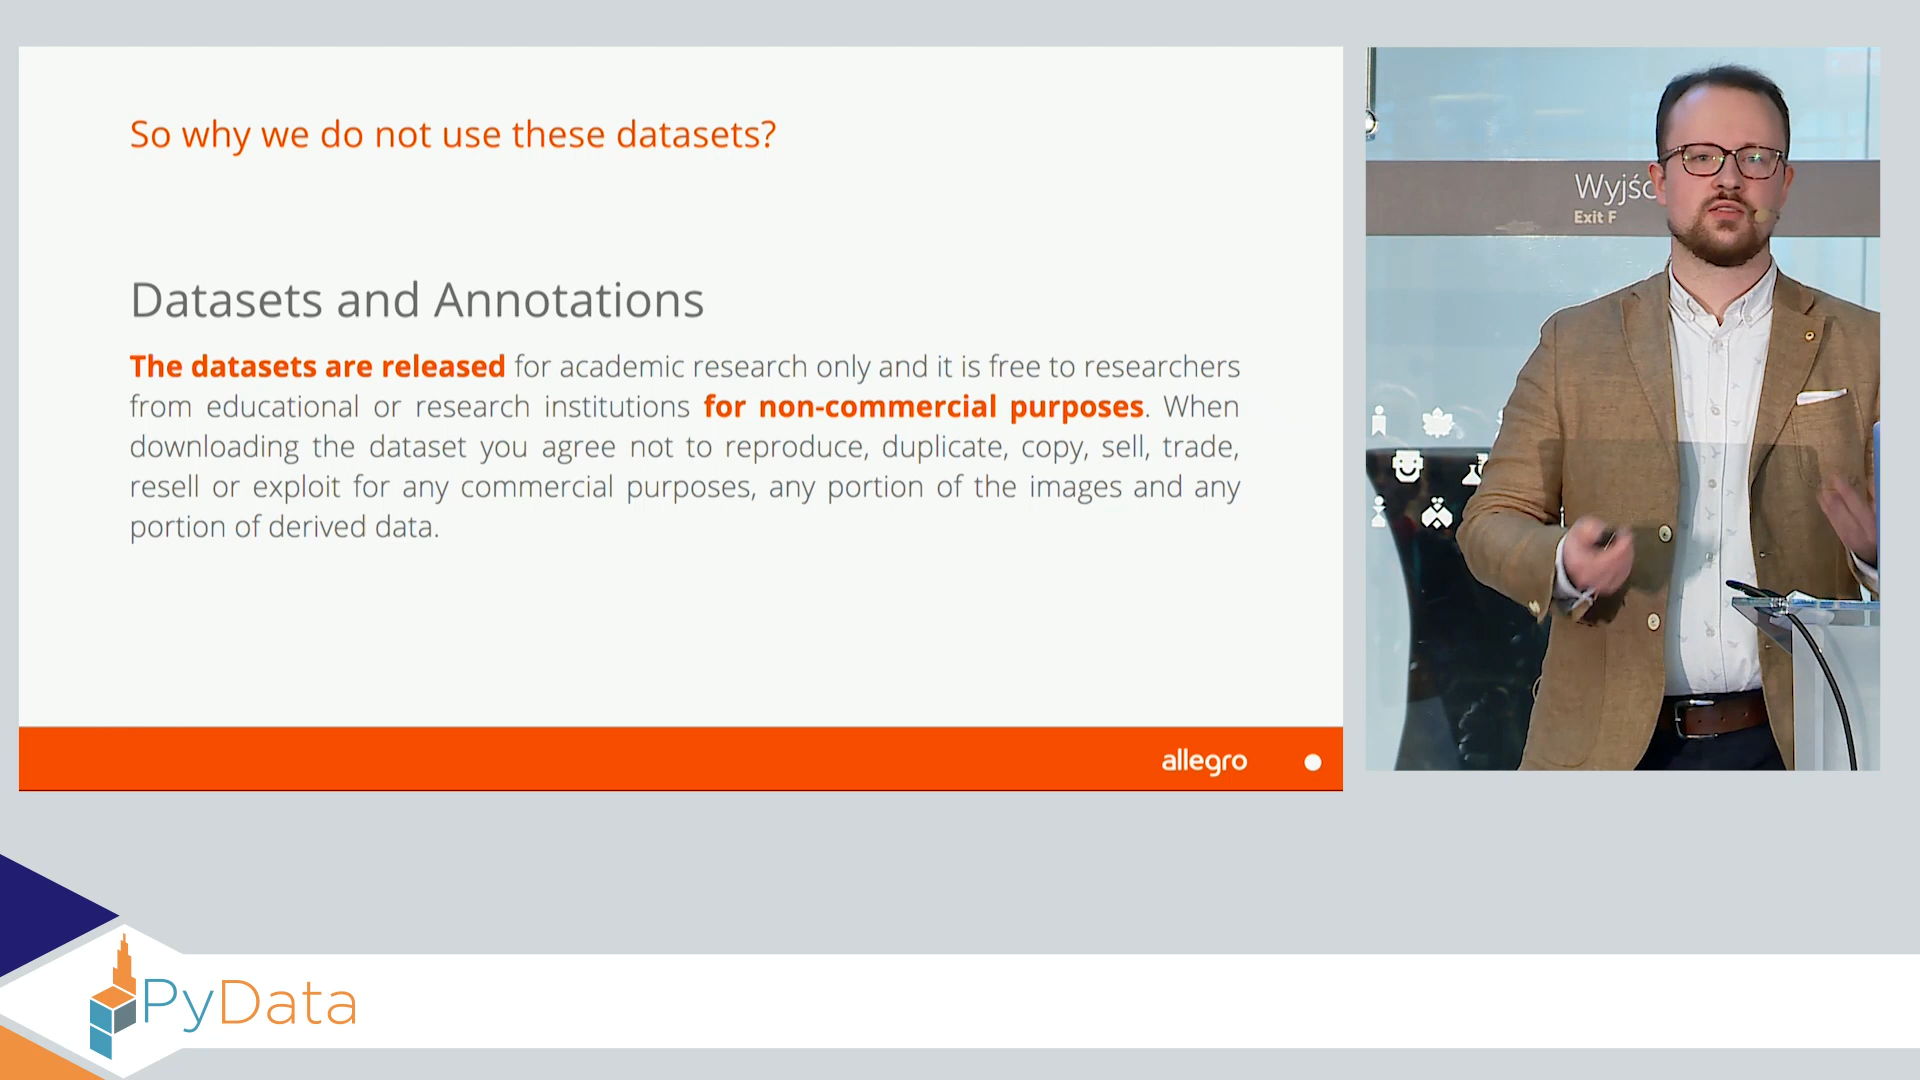 So why we do not use these datasets?
Datasets and Annotations
The datasets are released for academic research only and it is free to researchers
from educational or research institutions for non-commercial purposes. When
downloading the dataset you agree not to reproduce, duplicate, copy, sell, trade,
resell or exploit for any commercial purposes, any portion of the images and any
portion of derived data.
allegro
Wyjśc
Exit F
PyData